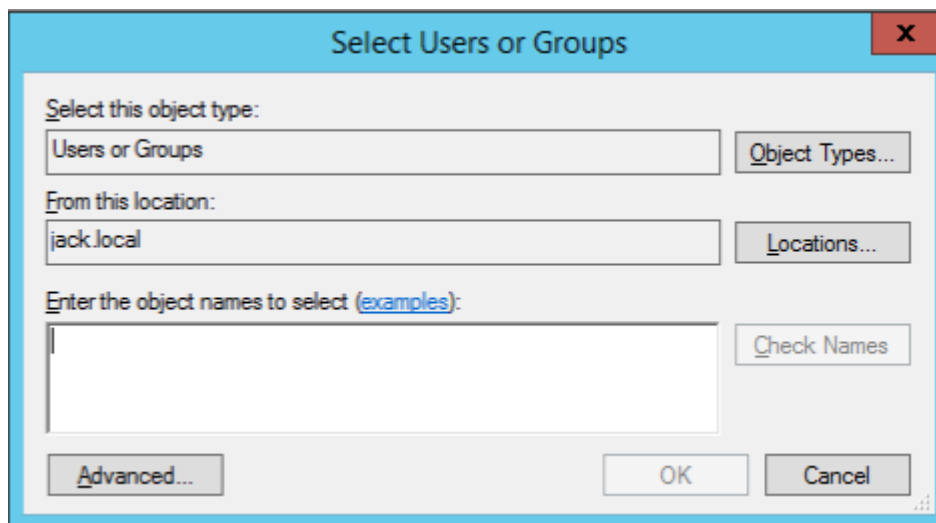 Select Users or Groups
x
Select this object type:
Users or Groups
Object Types...
From this location:
jack.local
Locations...
Enter the object names to select (examples):
Check Names
Advanced...
OK
Cancel